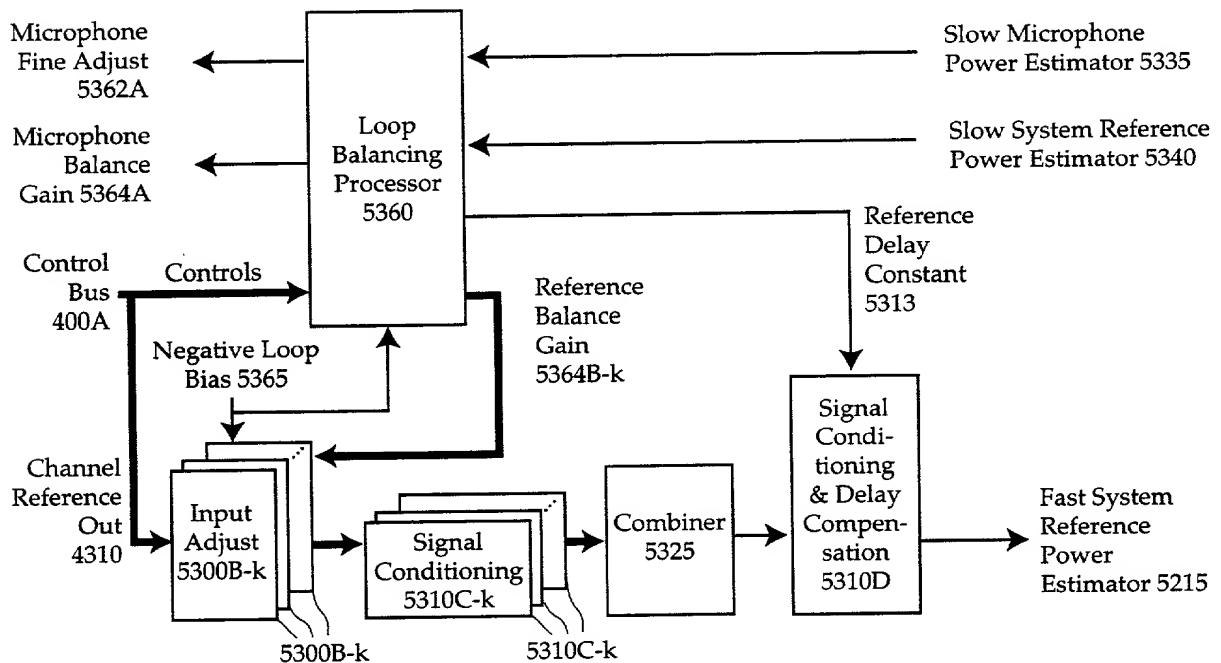 Microphone
Fine Adjust
5362A
Microphone
Balance
Gain 5364A
Loop
Balancing
Processor
5360
Slow Microphone
Power Estimator 5335
Slow System Reference
Power Estimator 5340
Reference
Delay
Constant
5313
Control
Bus
400A
Controls
Negative Loop
Bias 5365
Reference
Balance
Gain
5364B-k
Channel
Reference
Out
4310
Input
Adjust
5300B-k
5300B-k
Signal
Conditioning
5310C-k
5310C-k
Combiner
5325
Signal
Condi-
tioning
& Delay
Compen-
sation
5310D
Fast System
Reference
Power
Estimator 5215